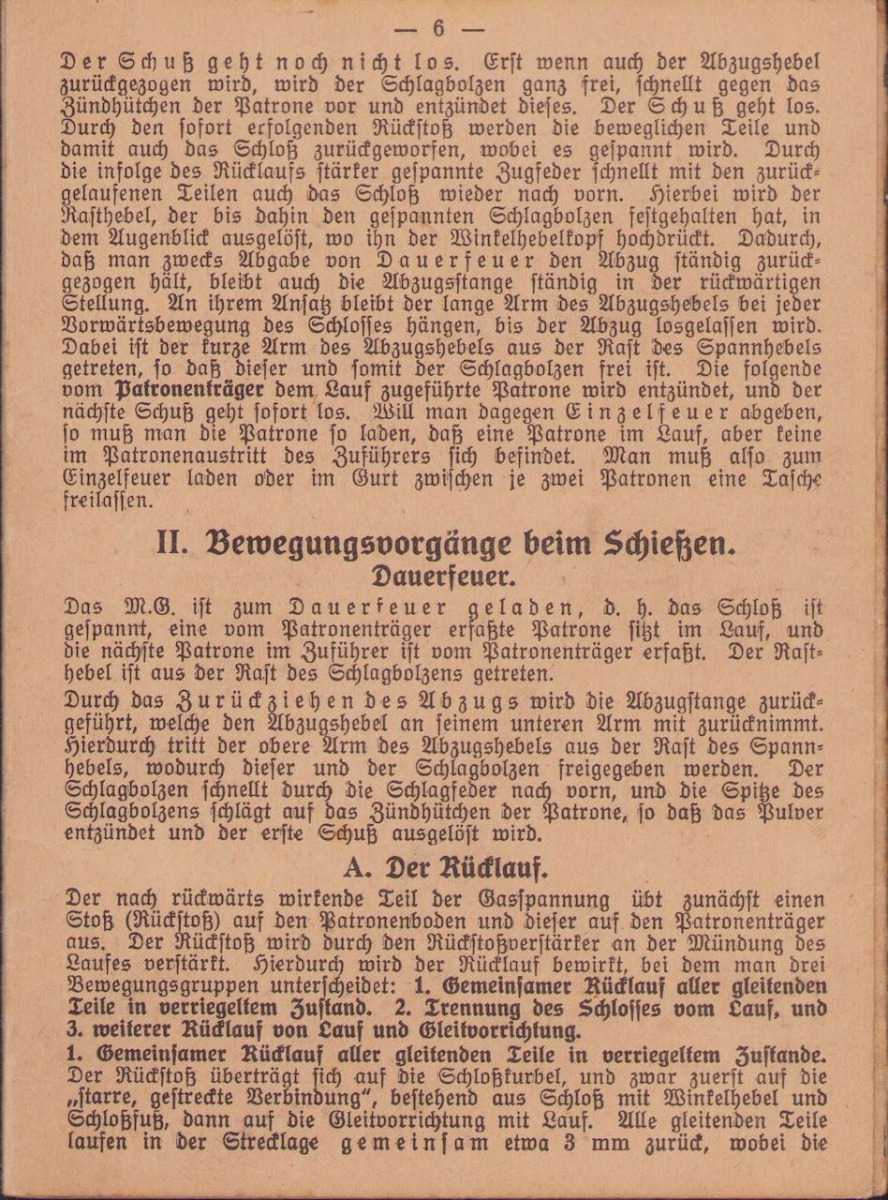 — 6 —
Der Schuß geht noch nicht los. Erst wenn auch der Abzugshebel
zurückgezogen wird, wird der Schlagbolzen ganz frei, schnellt gegen das
Zündhütchen der Patrone vor und entzündet dieses. Der Schuß geht los.
Durch den sofort erfolgenden Rückstoß werden die beweglichen Teile und
damit auch das Schloß zurückgeworfen, wobei es gespannt wird. Durch
die infolge des Rücklaufs stärker gespannte Zugfeder schnellt mit den zurück-
gelaufenen Teilen auch das Schloß wieder nach vorn. Hierbei wird der
Rasthebel, der bis dahin den gespannten Schlagbolzen festgehalten hat, in
dem Augenblick ausgelöst, wo ihn der Winkelhebelkopf hochdrückt. Dadurch,
daß man zwecks Abgabe von Dauerfeuer den Abzug ständig zurück-
gezogen hält, bleibt auch die Abzugsstange ständig in der rückwärtigen
Stellung. An ihrem Ansatz bleibt der lange Arm des Abzugshebels bei jeder
Vorwärtsbewegung des Schlosses hängen, bis der Abzug losgelassen wird.
Dabei ist der kurze Arm des Abzugshebels aus der Rast des Spannhebels
getreten, so daß dieser und somit der Schlagbolzen frei ist. Die folgende
vom Patronenträger dem Lauf zugeführte Patrone wird entzündet, und der
nächste Schuß geht sofort los. Will man dagegen Einzelfeuer abgeben,
so muß man die Patrone so laden, daß eine Patrone im Lauf, aber keine
im Patronenaustritt des Zuführers sich befindet. Man muß also zum
Einzelfeuer laden oder im Gurt zwischen je zwei Patronen eine Tasche
freilassen.
II. Bewegungsvorgänge beim Schießen.
Dauerfeuer.
Das M.G. ist zum Dauerfeuer geladen, d. h. das Schloß ist
gespannt, eine vom Patronenträger erfaßte Patrone sitzt im Lauf, und
die nächste Patrone im Zuführer ist vom Patronenträger erfaßt. Der Rast-
hebel ist aus der Rast des Schlagbolzens getreten.
Durch das Zurückziehen des Abzugs wird die Abzugstange zurück-
geführt, welche den Abzugshebel an seinem unteren Arm mit zurücknimmt.
Hierdurch tritt der obere Arm des Abzugshebels aus der Rast des Spann-
hebels, wodurch dieser und der Schlagbolzen freigegeben werden. Der
Schlagbolzen schnellt durch die Schlagfeder nach vorn, und die Spitze des
Schlagbolzens schlägt auf das Zündhütchen der Patrone, so daß das Pulver
entzündet und der erste Schuß ausgelöst wird.
A. Der Rücklauf.
Der nach rückwärts wirkende Teil der Gasspannung übt zunächst einen
Stoß (Rückstoß) auf den Patronenboden und dieser auf den Patronenträger
aus. Der Rückstoß wird durch den Rückstoßverstärker an der Mündung des
Laufes verstärkt. Hierdurch wird der Rücklauf bewirkt, bei dem man drei
Bewegungsgruppen unterscheidet: 1. Gemeinsamer Rücklauf aller gleitenden
Teile in verriegeltem Zustand. 2. Trennung des Schlosses vom Lauf, und
3. weiterer Rücklauf von Lauf und Gleitvorrichtung.
1. Gemeinsamer Rücklauf aller gleitenden Teile in verriegeltem Zustande.
Der Rückstoß überträgt sich auf die Schloßkurbel, und zwar zuerst auf die
„starre, gestreckte Verbindung“, bestehend aus Schloß mit Winkelhebel und
Schloßfuß, dann auf die Gleitvorrichtung mit Lauf. Alle gleitenden Teile
laufen in der Strecklage gemeinsam etwa 3 mm zurück, wobei die